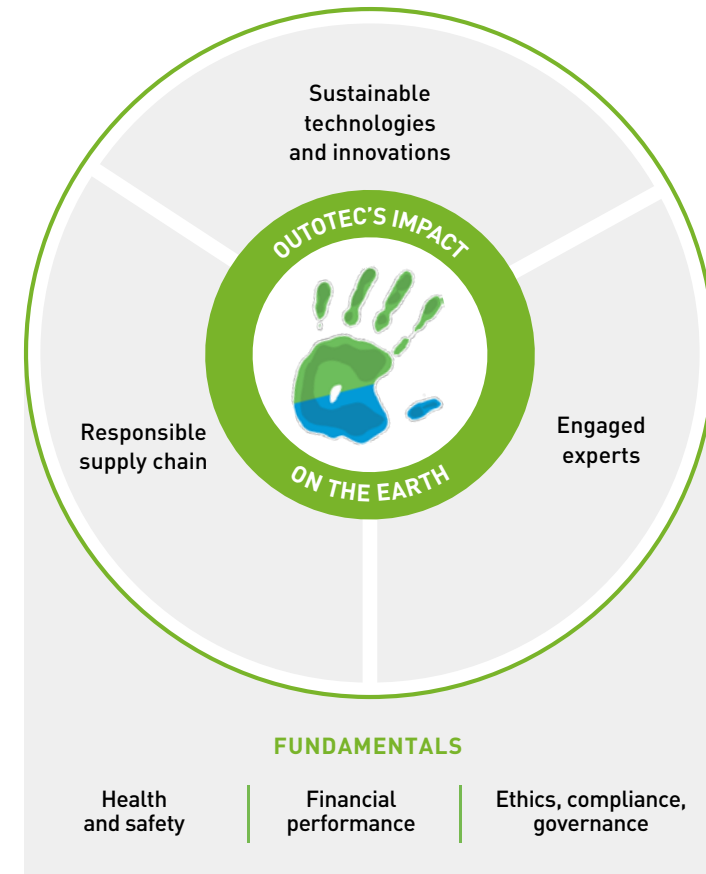 Sustainable
technologies
and innovations
OUTOTEC'S IMPACT
ON THE EARTH
Responsible
supply chain
Engaged
experts
FUNDAMENTALS
Health
and safety
Financial
performance
Ethics, compliance,
governance